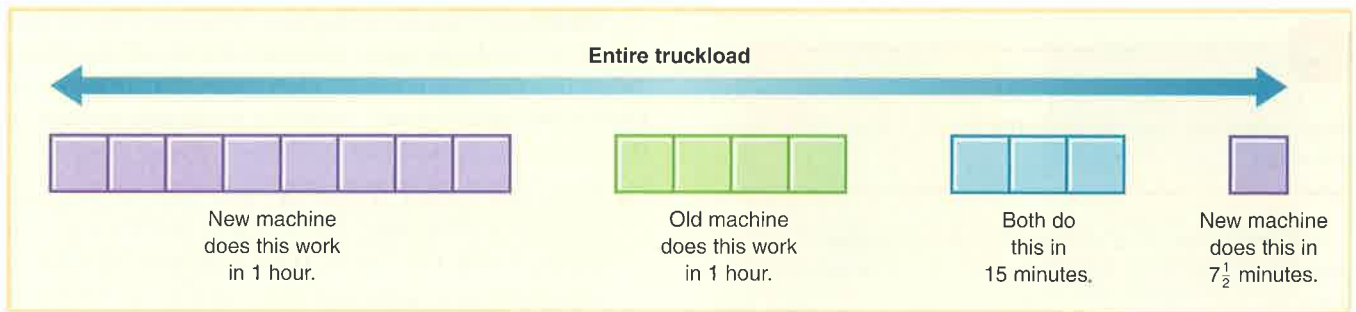 Entire truckload
New machine
does this work
in 1 hour.
Old machine
does this work
in 1 hour.
Both do
this in
15 minutes.
New machine
does this in
7½ minutes.